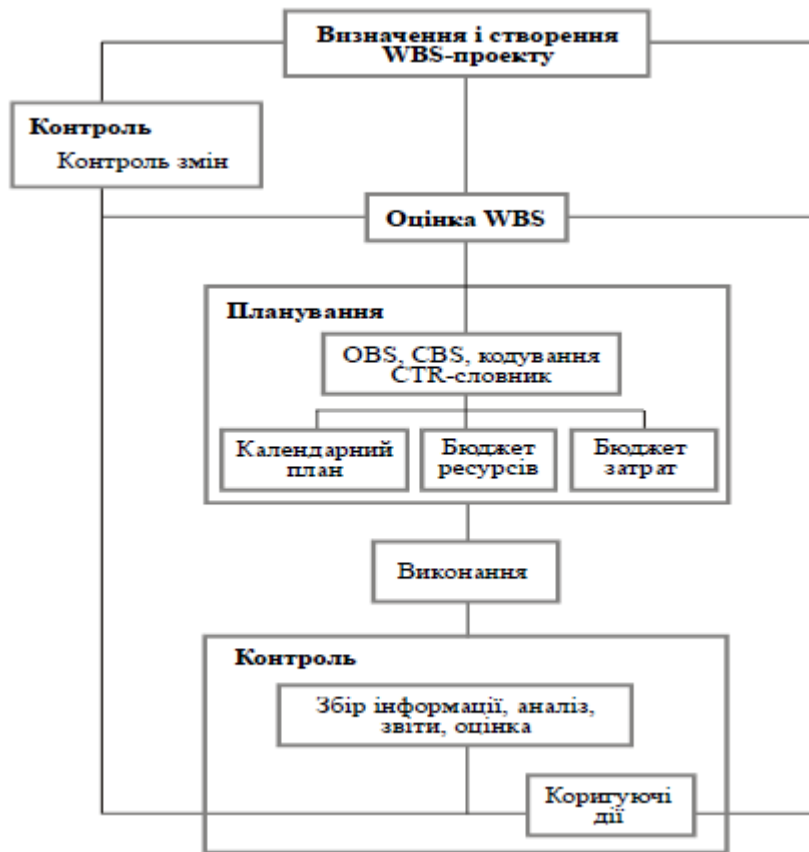 Визначення і створення
WBS-проекту
Контроль
Контроль змін
Оцінка WBS
Планування
OBS, CBS, кодування
CTR-словник
Календарний
план
Бюджет
ресурсів
Бюджет
затрат
Виконання
Контроль
Збір інформації, аналіз,
звіти, оцінка
Коригуючі
дії